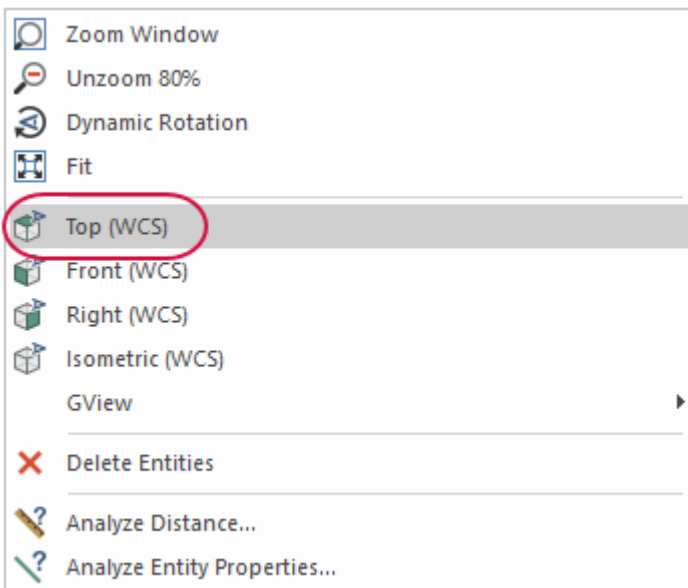 Zoom Window
Unzoom 80%
Dynamic Rotation
Fit
Top (WCS)
Front (WCS)
Right (WCS)
Isometric (WCS)
GView
Delete Entities
Analyze Distance...
Analyze Entity Properties...